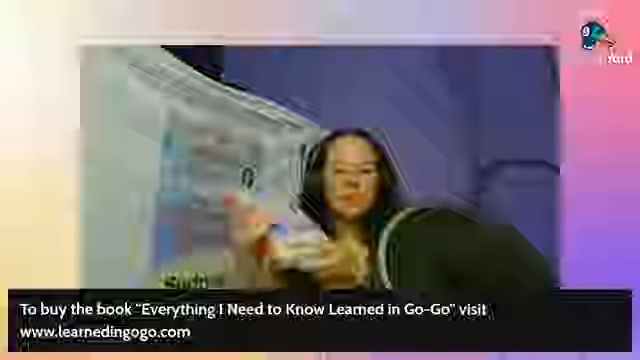 To buy the book "Everything I Need to Know Learned in Go-Go" visit
www.learnedingogo.com